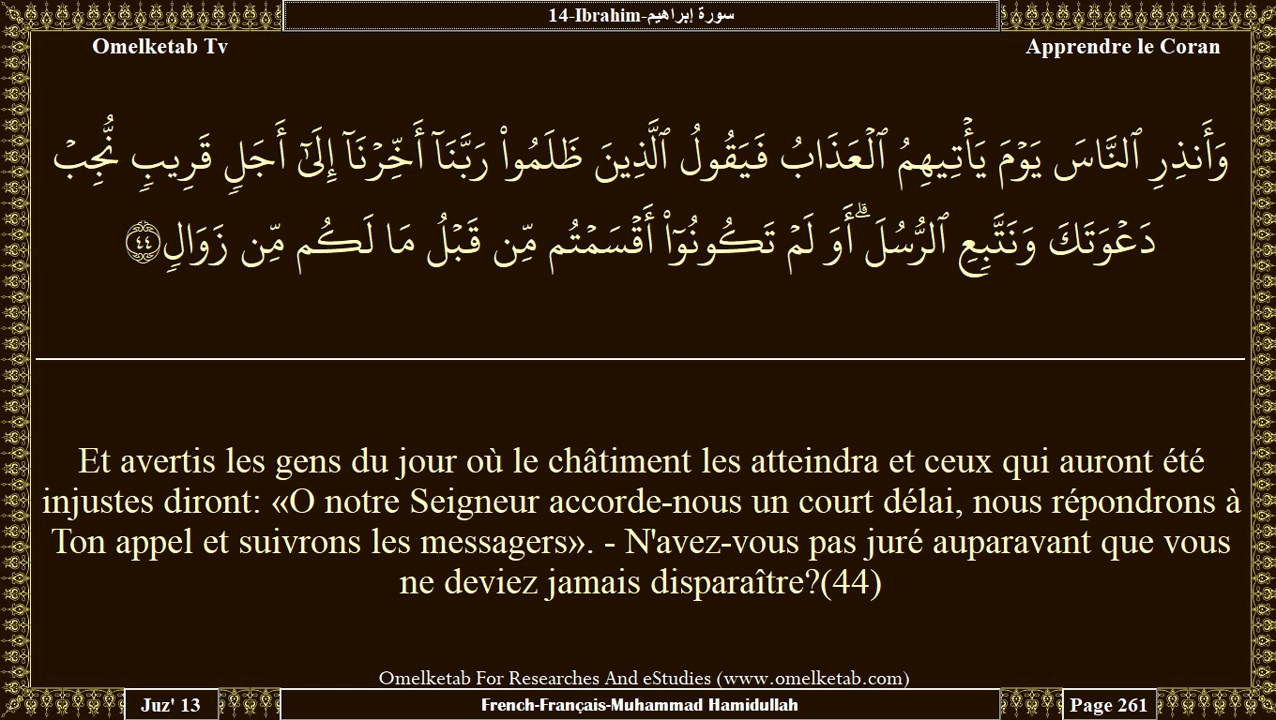 14-Ibrahim-سورة إبراهيم
Omelketab Tv
Apprendre le Coran
وَأَنذِرِ ٱلنَّاسَ يَوۡمَ يَأۡتِيهِمُ ٱلۡعَذَابُ فَيَقُولُ ٱلَّذِينَ ظَلَمُواْ رَبَّنَآ أَخِّرۡنَآ إِلَىٰٓ أَجَلٖ قَرِيبٖ نُّجِبۡ
دَعۡوَتَكَ وَنَتَّبِعِ ٱلرُّسُلَۗ أَوَ لَمۡ تَكُونُوٓاْ أَقۡسَمۡتُم مِّن قَبۡلُ مَا لَكُم مِّن زَوَالٖ ٤٤
Et avertis les gens du jour où le châtiment les atteindra et ceux qui auront été
injustes diront: «O notre Seigneur accorde-nous un court délai, nous répondrons à
Ton appel et suivrons les messagers». - N'avez-vous pas juré auparavant que vous
ne deviez jamais disparaître?(44)
Omelketab For Researches And eStudies (www.omelketab.com)
Juz' 13
French-Français-Muhammad Hamidullah
Page 261